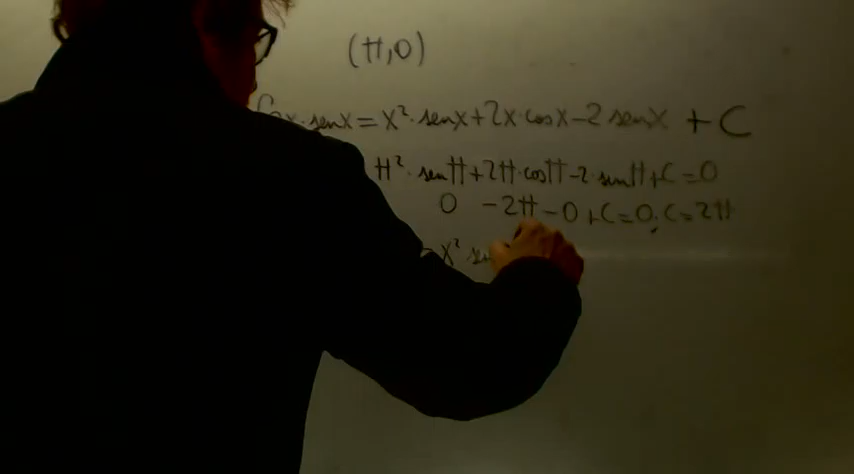 (π,0)
x·senx = x²·senx+2x·cosx-2 senx + C
π²·senπ+2π·cosπ-2·senπ+C=0
0 -2π-0+C=0; C=2π
= x² se